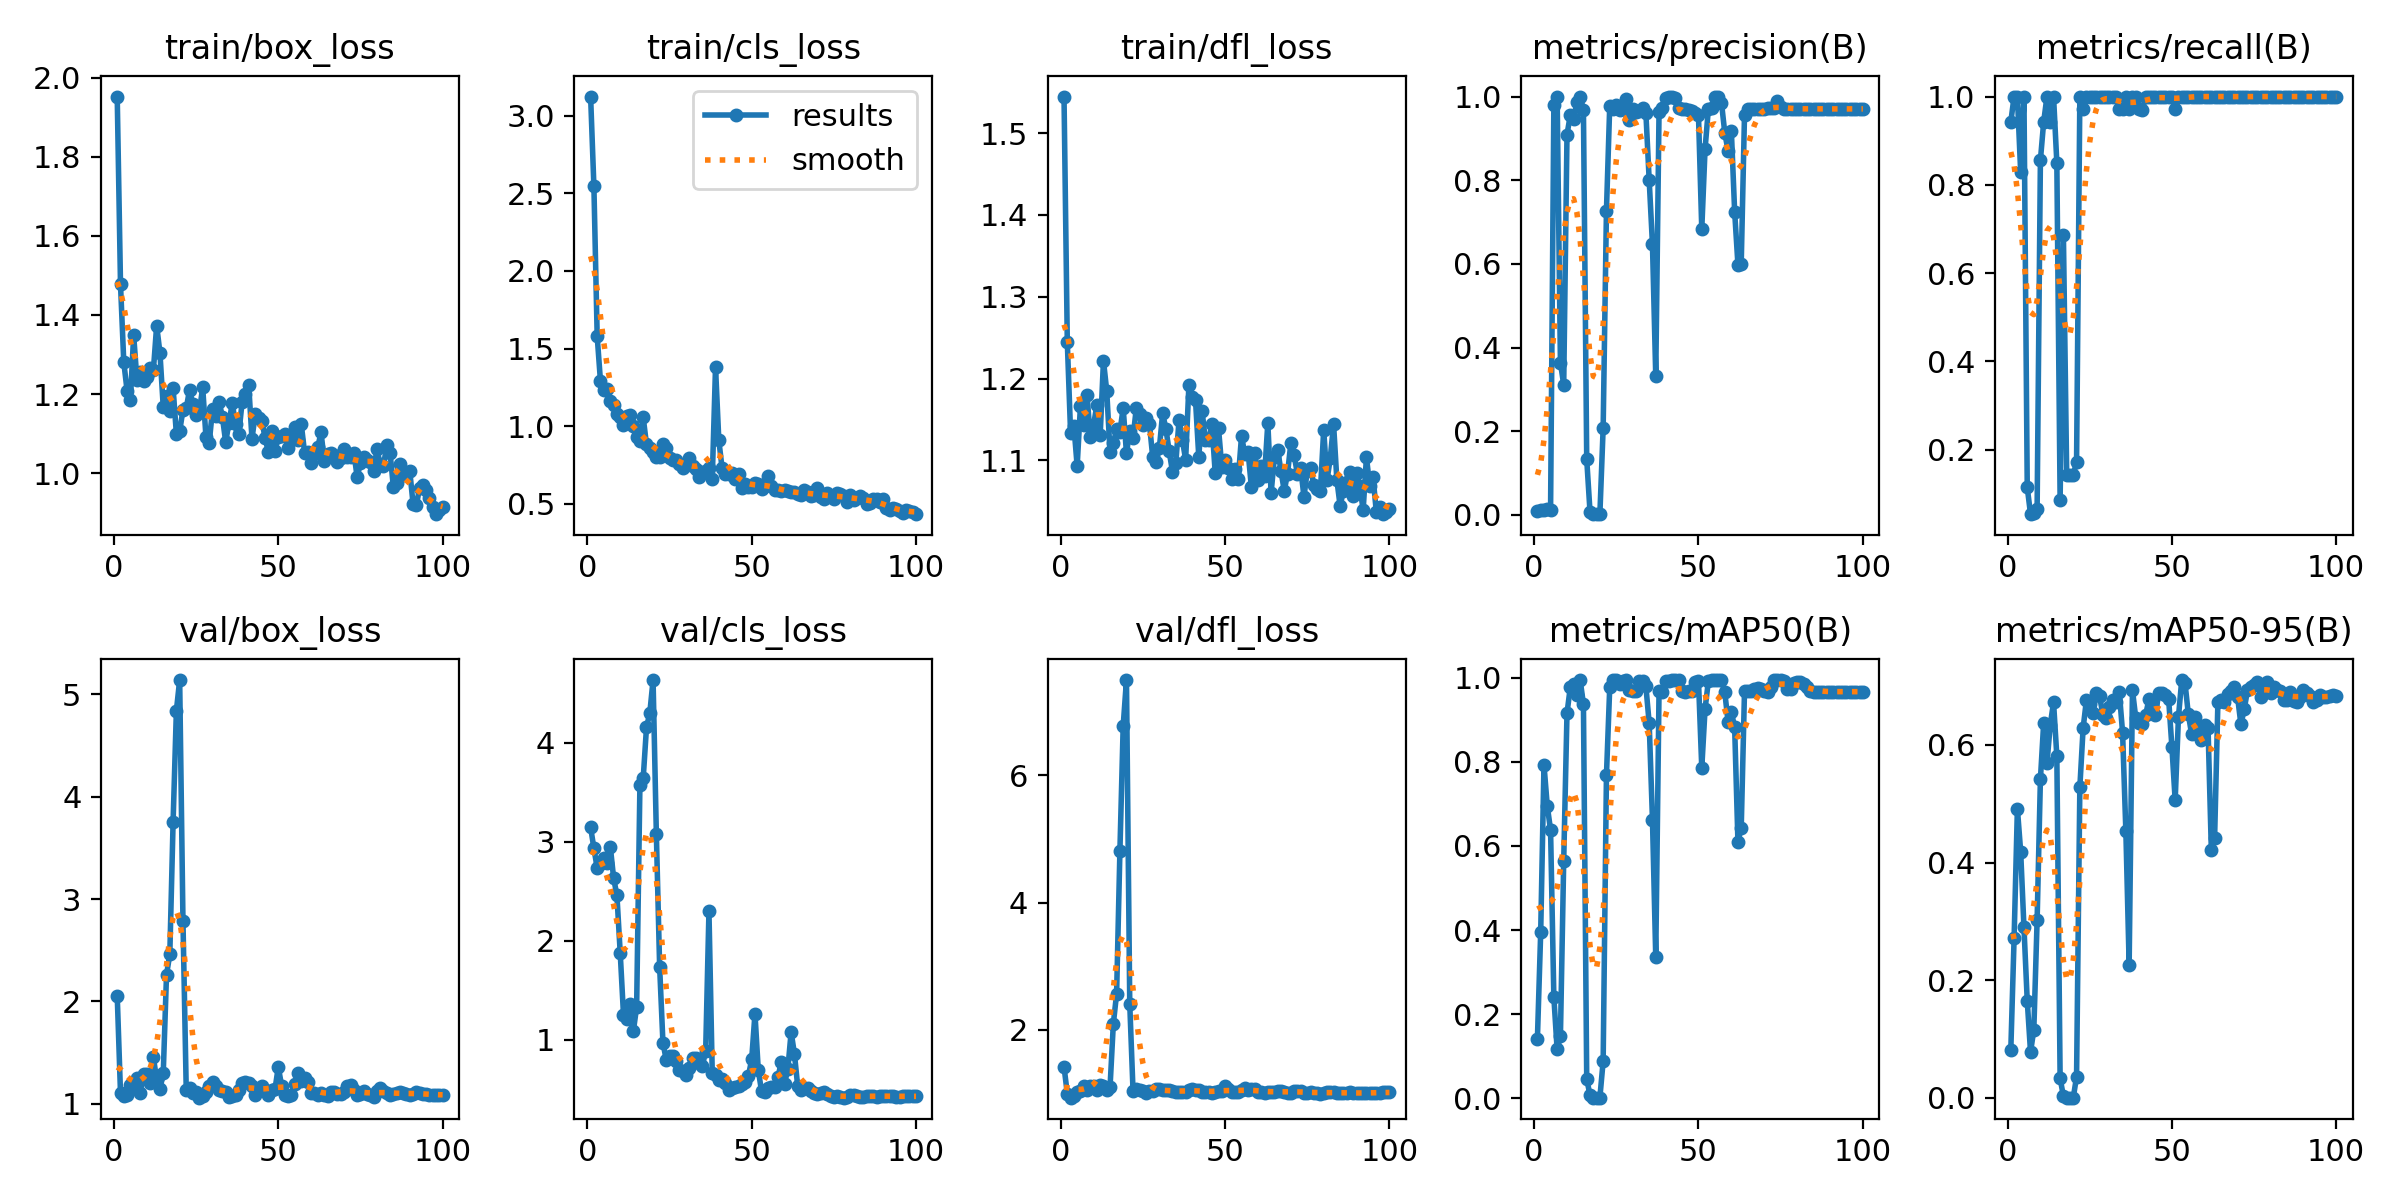 train/box_loss
2.0
1.8
1.6
1.4
1.2
1.0
0 50 100
train/cls_loss
results
smooth
3.0
2.5
2.0
1.5
1.0
0.5
0 50 100
train/dfl_loss
1.5
1.4
1.3
1.2
1.1
0 50 100
metrics/precision(B)
1.0
0.8
0.6
0.4
0.2
0.0
0 50 100
metrics/recall(B)
1.0
0.8
0.6
0.4
0.2
0 50 100
val/box_loss
5
4
3
2
1
0 50 100
val/cls_loss
4
3
2
1
0 50 100
val/dfl_loss
6
4
2
0 50 100
metrics/mAP50(B)
1.0
0.8
0.6
0.4
0.2
0.0
0 50 100
metrics/mAP50-95(B)
0.6
0.4
0.2
0.0
0 50 100